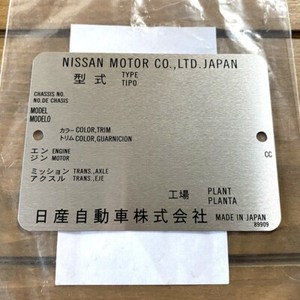 NISSAN MOTOR CO.,LTD.JAPAN
型式 TYPE
TIPO
CHASSIS NO.
NO.DE CHASIS
MODEL
MODELO
カラー COLOR,TRIM
トリム COLOR,GUARNICION
エン ENGINE
ジン MOTOR
CC
ミッション TRANS.,AXLE
アクスル TRANS.,EJE
工場 PLANT
PLANTA
日産自動車株式会社 MADE IN JAPAN
89909